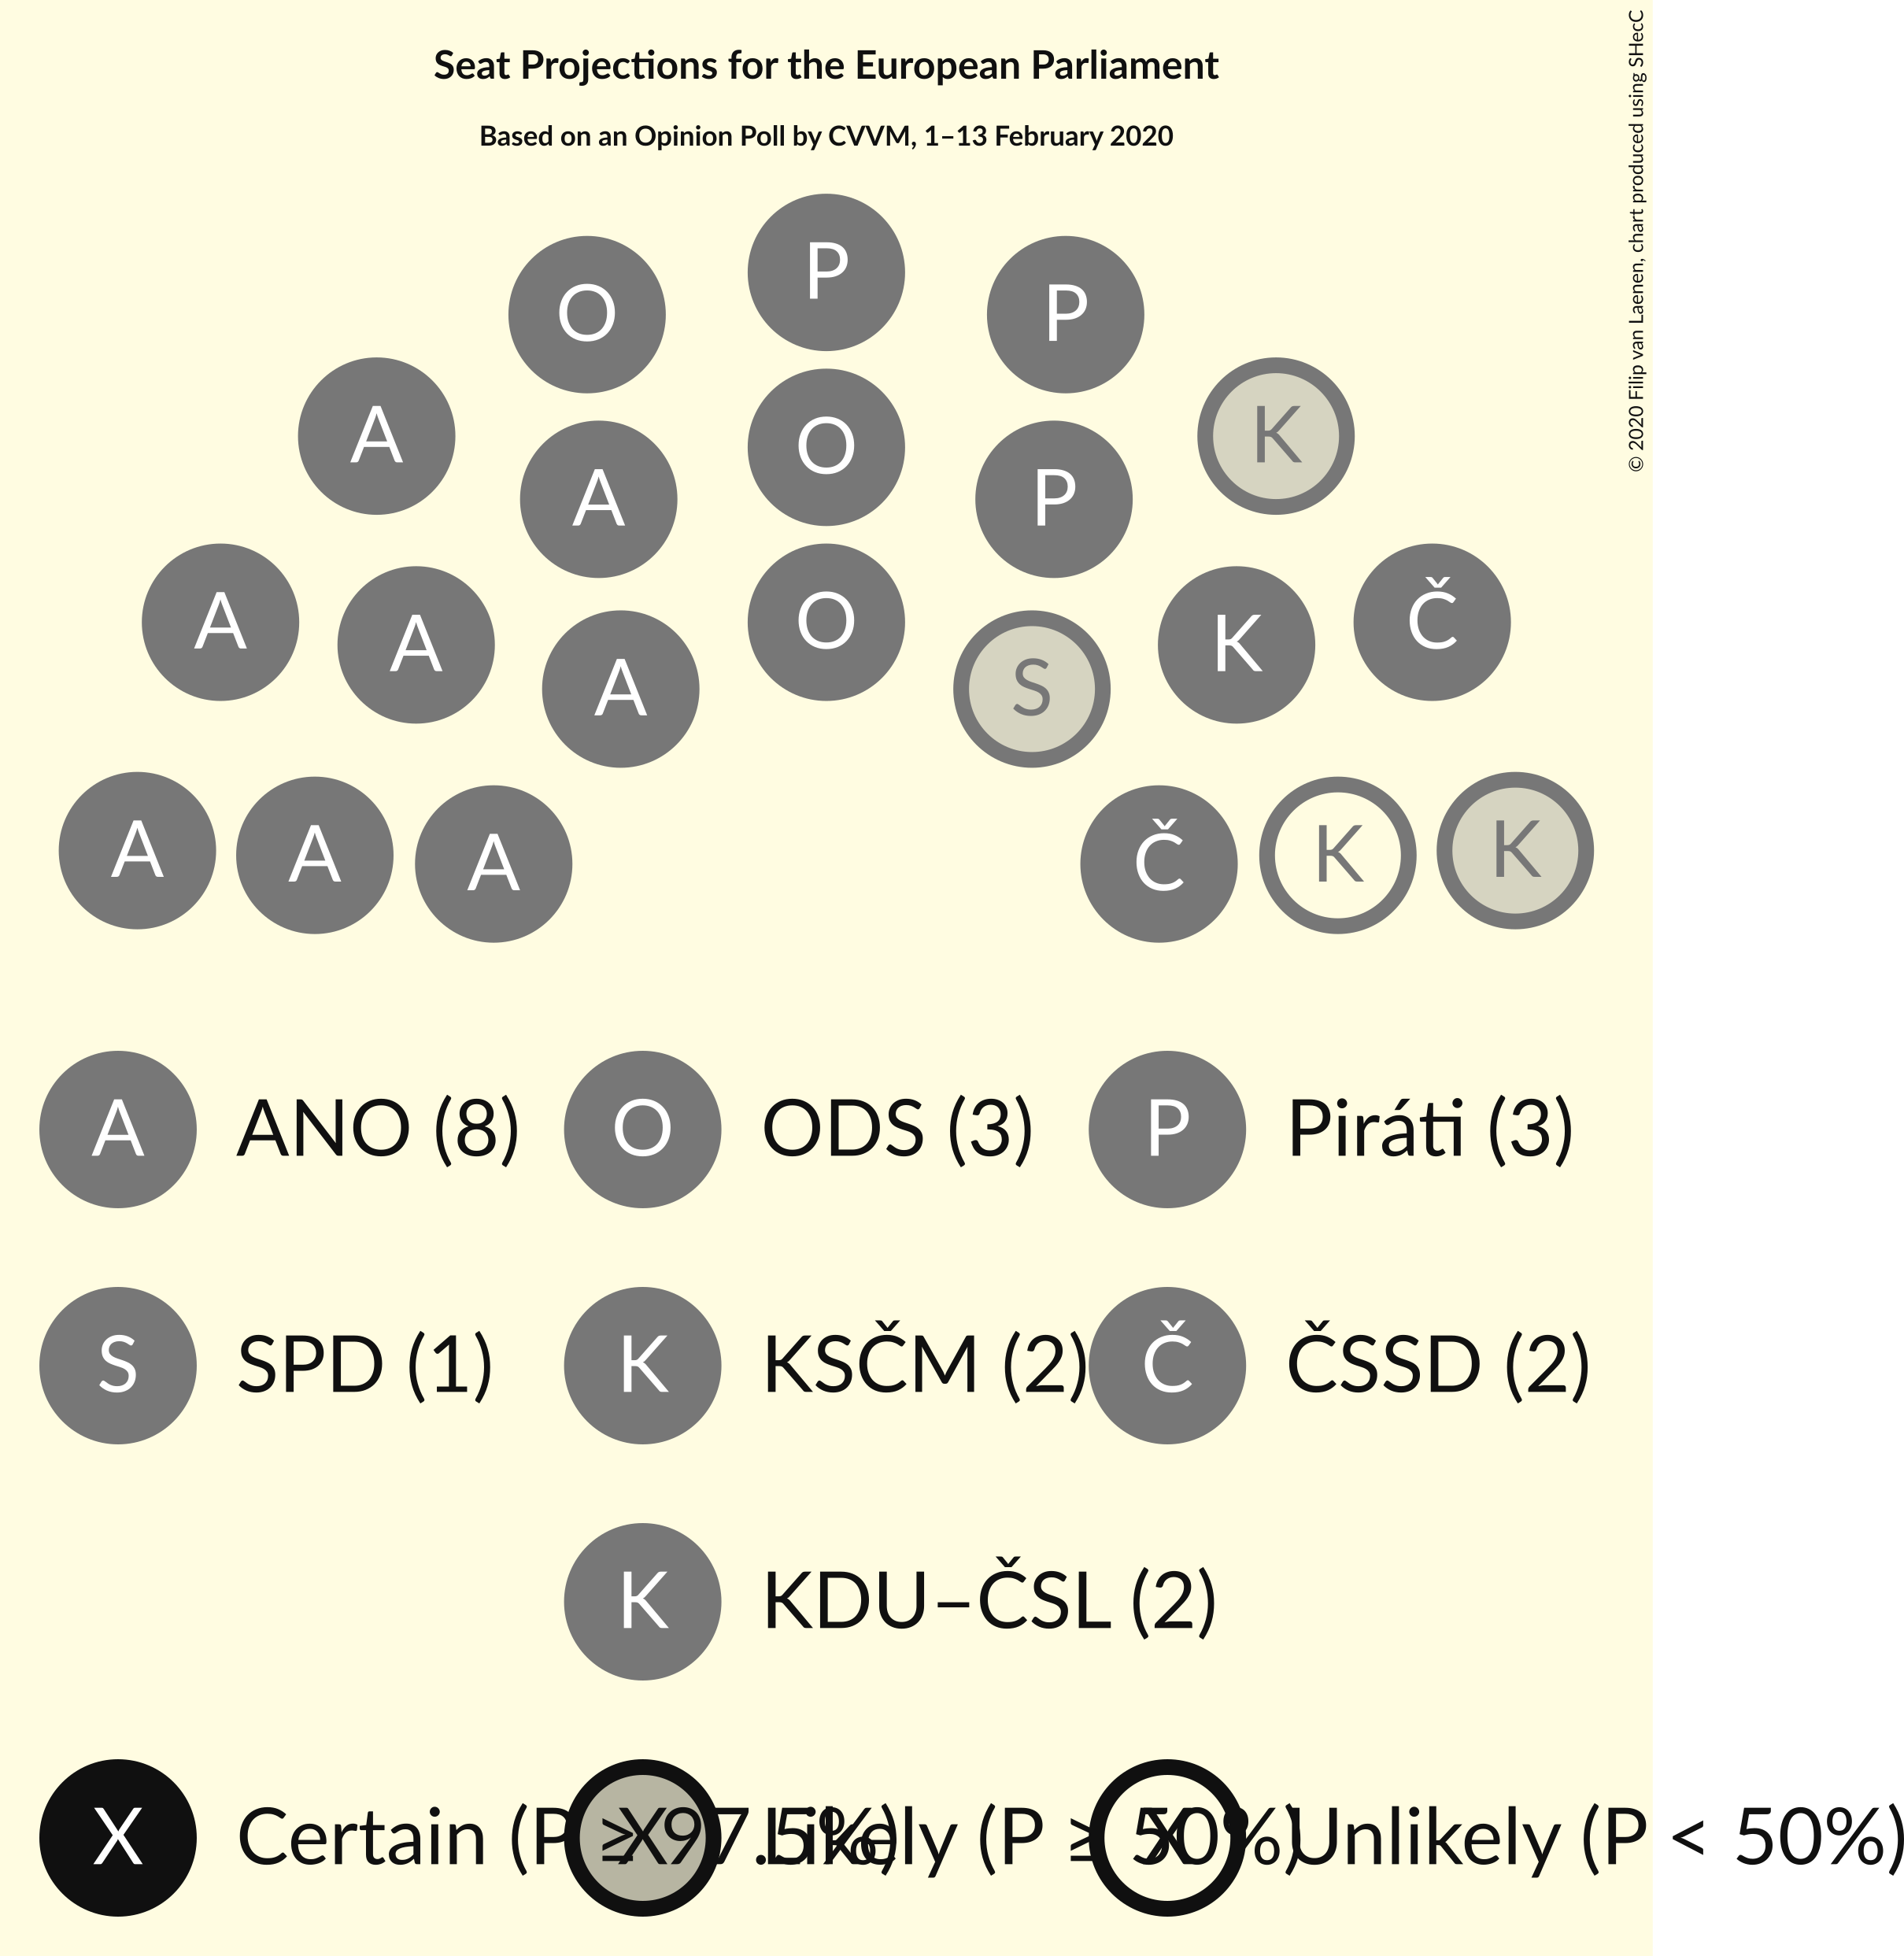 Seat Projections for the European Parliament
Based on an Opinion Poll by CVVM, 1–13 February 2020
© 2020 Filip van Laenen, chart produced using SHecC
P
O P
A O K
A P
A A O K Č
A S
A A A Č K K
A ANO (8) O ODS (3) P Piráti (3)
S SPD (1) K KSČM (2) Č ČSSD (2)
K KDU–ČSL (2)
X Certain (P ≥ 97.5%) X Likely (P ≥ 50%) X Unlikely (P < 50%)